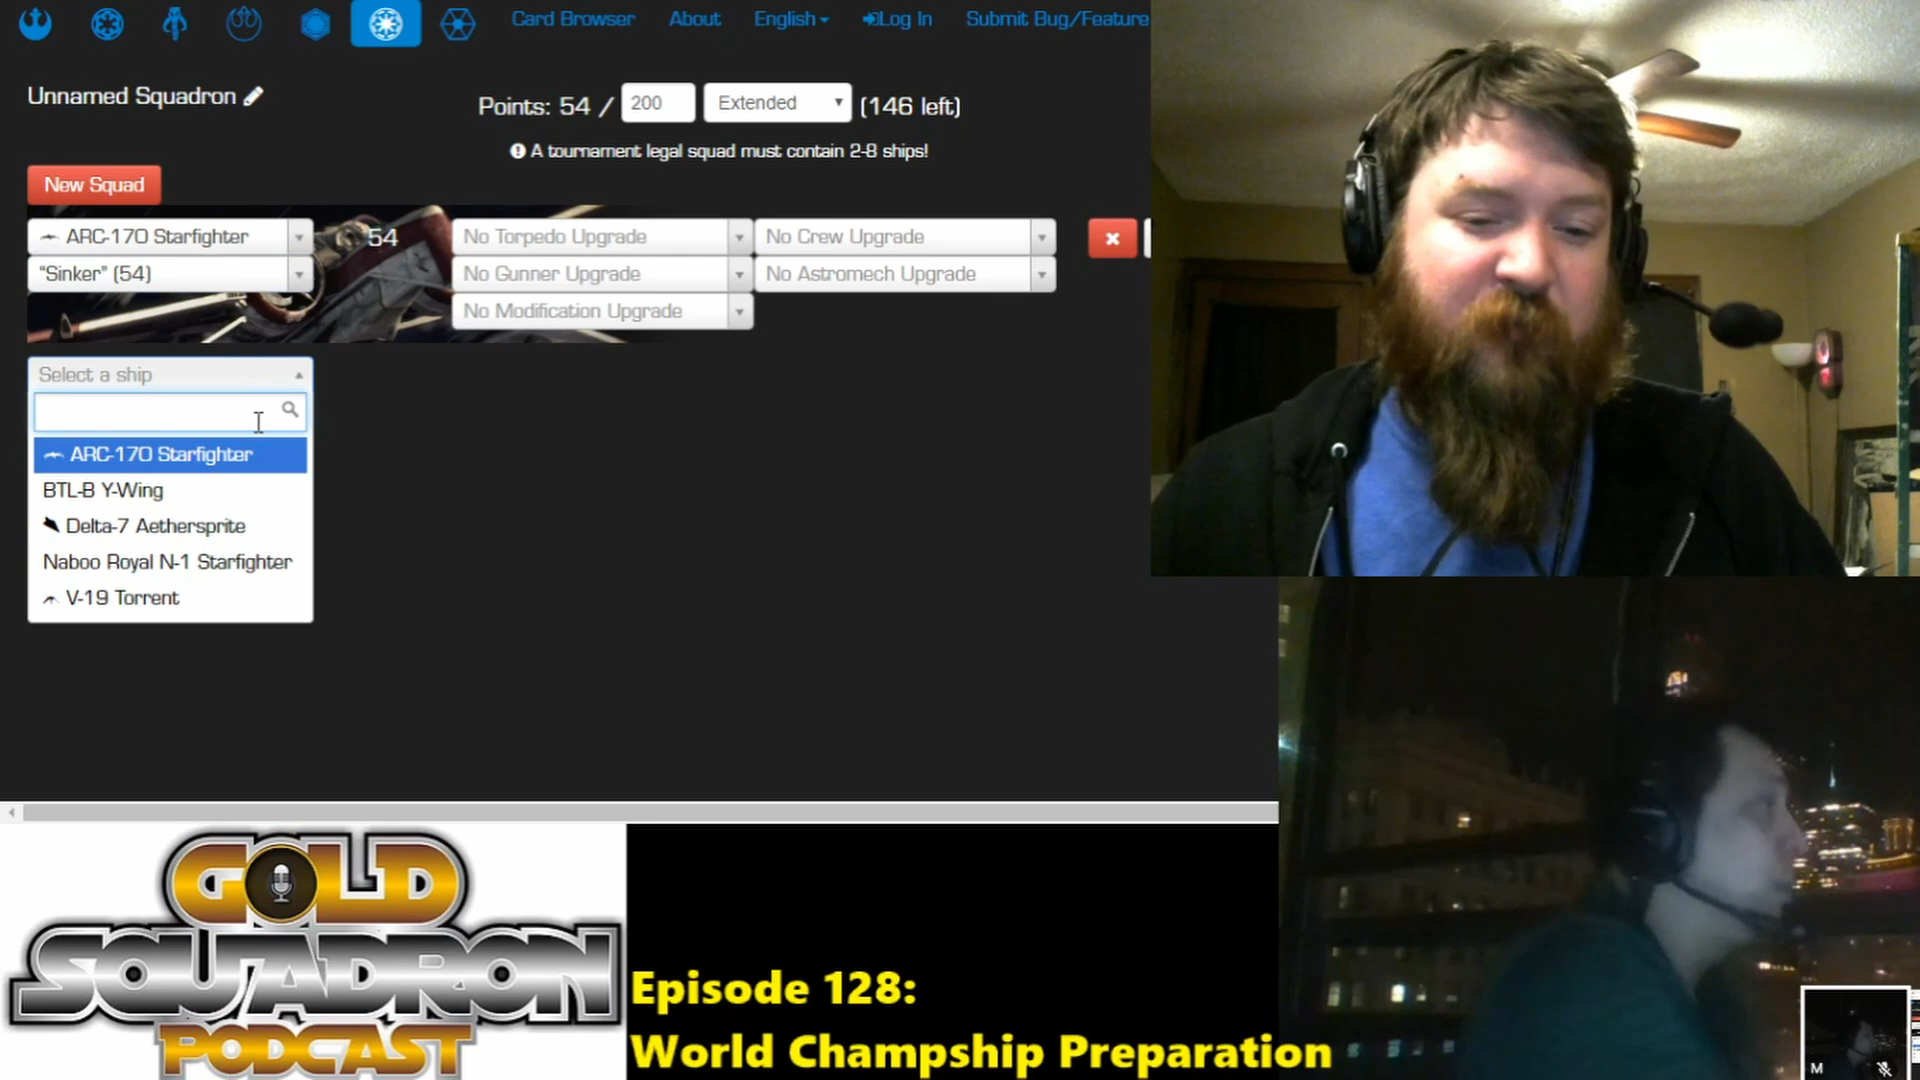 Card Browser About English Log In Submit Bug/Feature
Unnamed Squadron
Points: 54 / 200 Extended (146 left)
A tournament legal squad must contain 2-8 ships!
New Squad
ARC-170 Starfighter 54 No Torpedo Upgrade No Crew Upgrade
"Sinker" (54) No Gunner Upgrade No Astromech Upgrade
No Modification Upgrade
Select a ship
ARC-170 Starfighter
BTL-B Y-Wing
Delta-7 Aethersprite
Naboo Royal N-1 Starfighter
V-19 Torrent
GOLD
SQUADRON
PODCAST
Episode 128:
World Champship Preparation
M